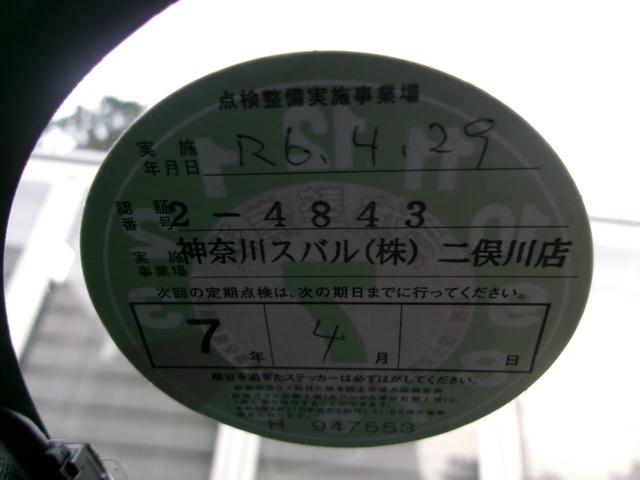 点検整備実施事業場
実施年月日 R6.4.29
認証番号 2-4843
実施事業場 神奈川スバル(株) 二俣川店
次回の定期点検は、次の期日までに行ってください。
7年 4月 日
期日を過ぎたステッカーは必ずはがしてください。
H 947553